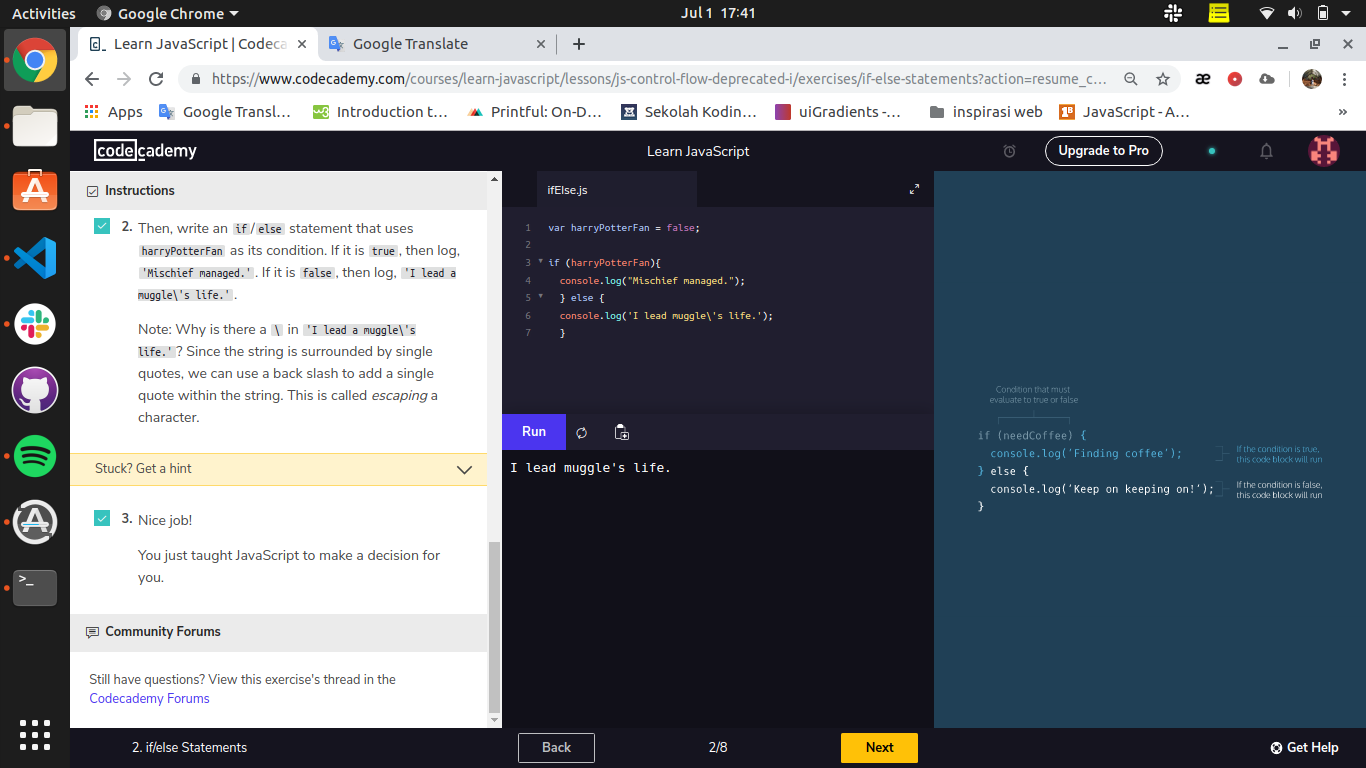 Activities Google Chrome Jul 1 17:41
Learn JavaScript | Codeca Google Translate
https://www.codecademy.com/courses/learn-javascript/lessons/js-control-flow-deprecated-i/exercises/if-else-statements?action=resume_c...
Apps Google Transl... Introduction t... Printful: On-D... Sekolah Kodin... uiGradients -... inspirasi web JavaScript - A... »
codecademy Learn JavaScript Upgrade to Pro
Instructions
2. Then, write an if/else statement that uses
harryPotterFan as its condition. If it is true, then log,
'Mischief managed.'. If it is false, then log, 'I lead a
muggle\'s life.'.
Note: Why is there a \ in 'I lead a muggle\'s
life.'? Since the string is surrounded by single
quotes, we can use a back slash to add a single
quote within the string. This is called escaping a
character.
Stuck? Get a hint
3. Nice job!
You just taught JavaScript to make a decision for
you.
Community Forums
Still have questions? View this exercise's thread in the
Codecademy Forums
ifElse.js
1 var harryPotterFan = false;
2
3 if (harryPotterFan){
4 console.log("Mischief managed.");
5 } else {
6 console.log('I lead muggle\'s life.');
7 }
Run
I lead muggle's life.
Condition that must
evaluate to true or false
if (needCoffee) {
console.log('Finding coffee');
} else {
console.log('Keep on keeping on!');
}
If the condition is true,
this code block will run
If the condition is false,
this code block will run
2. if/else Statements Back 2/8 Next Get Help